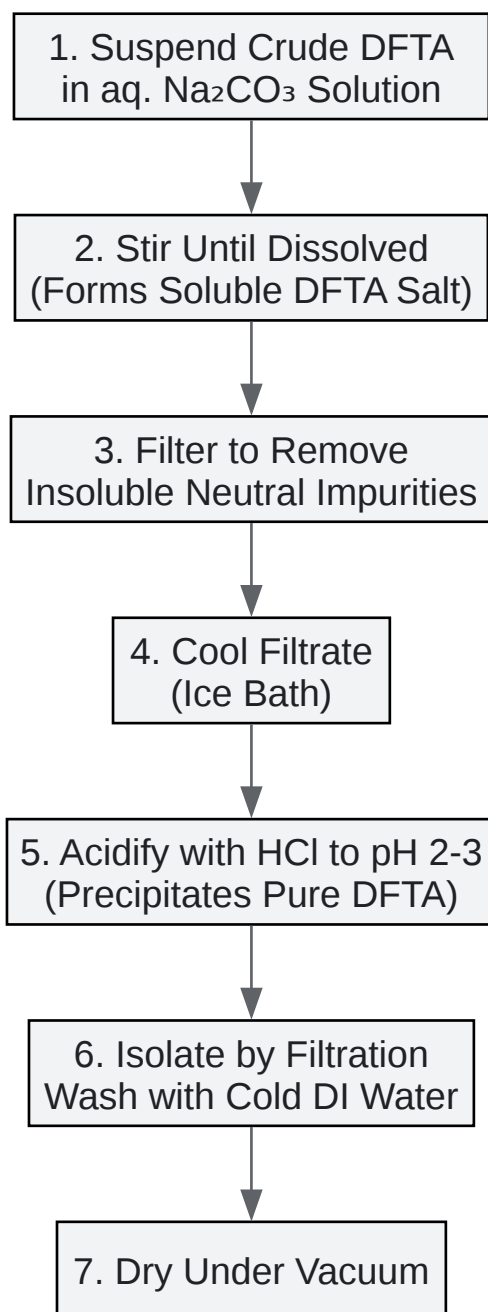 1. Suspend Crude DFTA
in aq. Na₂CO₃ Solution
2. Stir Until Dissolved
(Forms Soluble DFTA Salt)
3. Filter to Remove
Insoluble Neutral Impurities
4. Cool Filtrate
(Ice Bath)
5. Acidify with HCl to pH 2-3
(Precipitates Pure DFTA)
6. Isolate by Filtration
Wash with Cold DI Water
7. Dry Under Vacuum